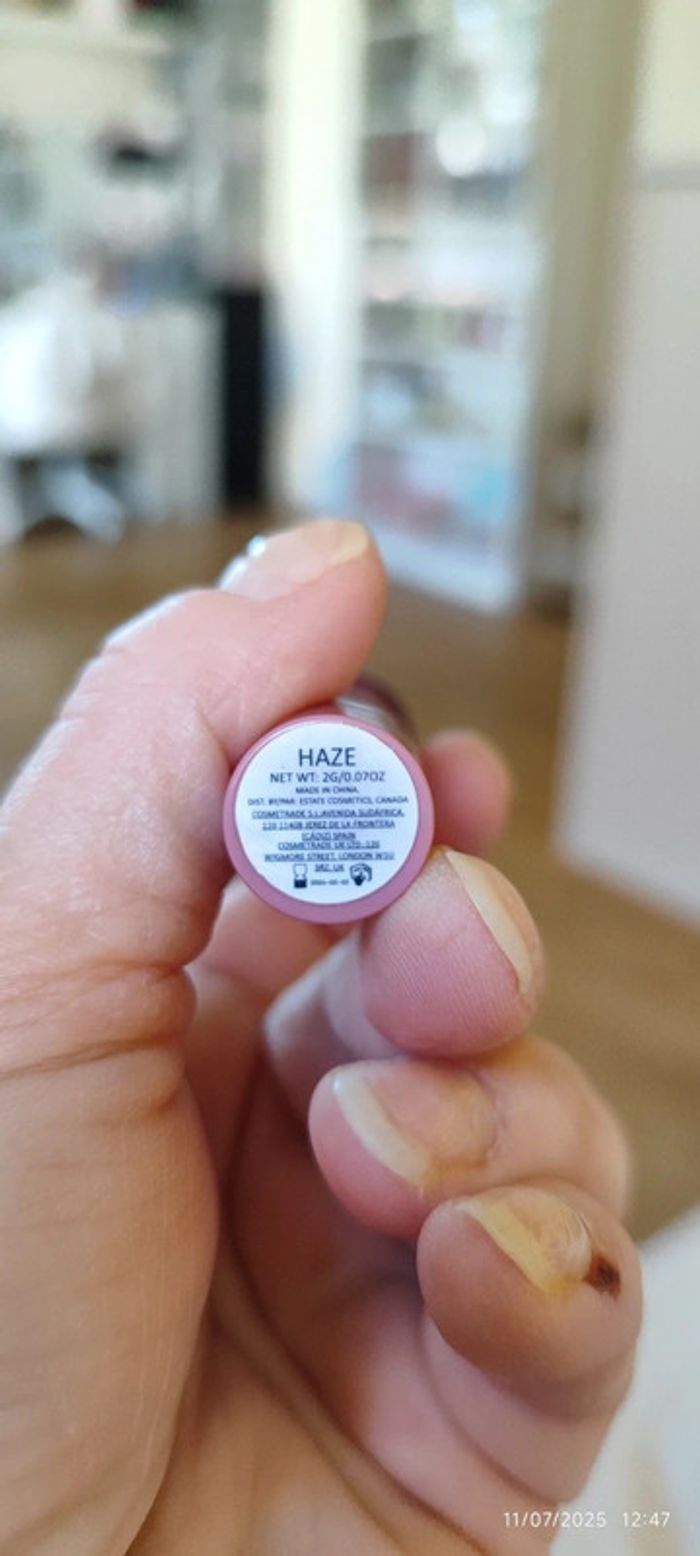 HAZE
NET WT: 2G/0.07OZ
MADE IN CHINA.
DIST. BY/PAR: ESTATE COSMETICS, CANADA
COSMETRADE S.L.AVENIDA SUDÁFRICA,
120 11408 JEREZ DE LA FRONTERA
(CÁDIZ) SPAIN
COSMETRADE UK LTD.-120
WIGMORE STREET, LONDON W1U
3RZ, UK
11/07/2025 12:47